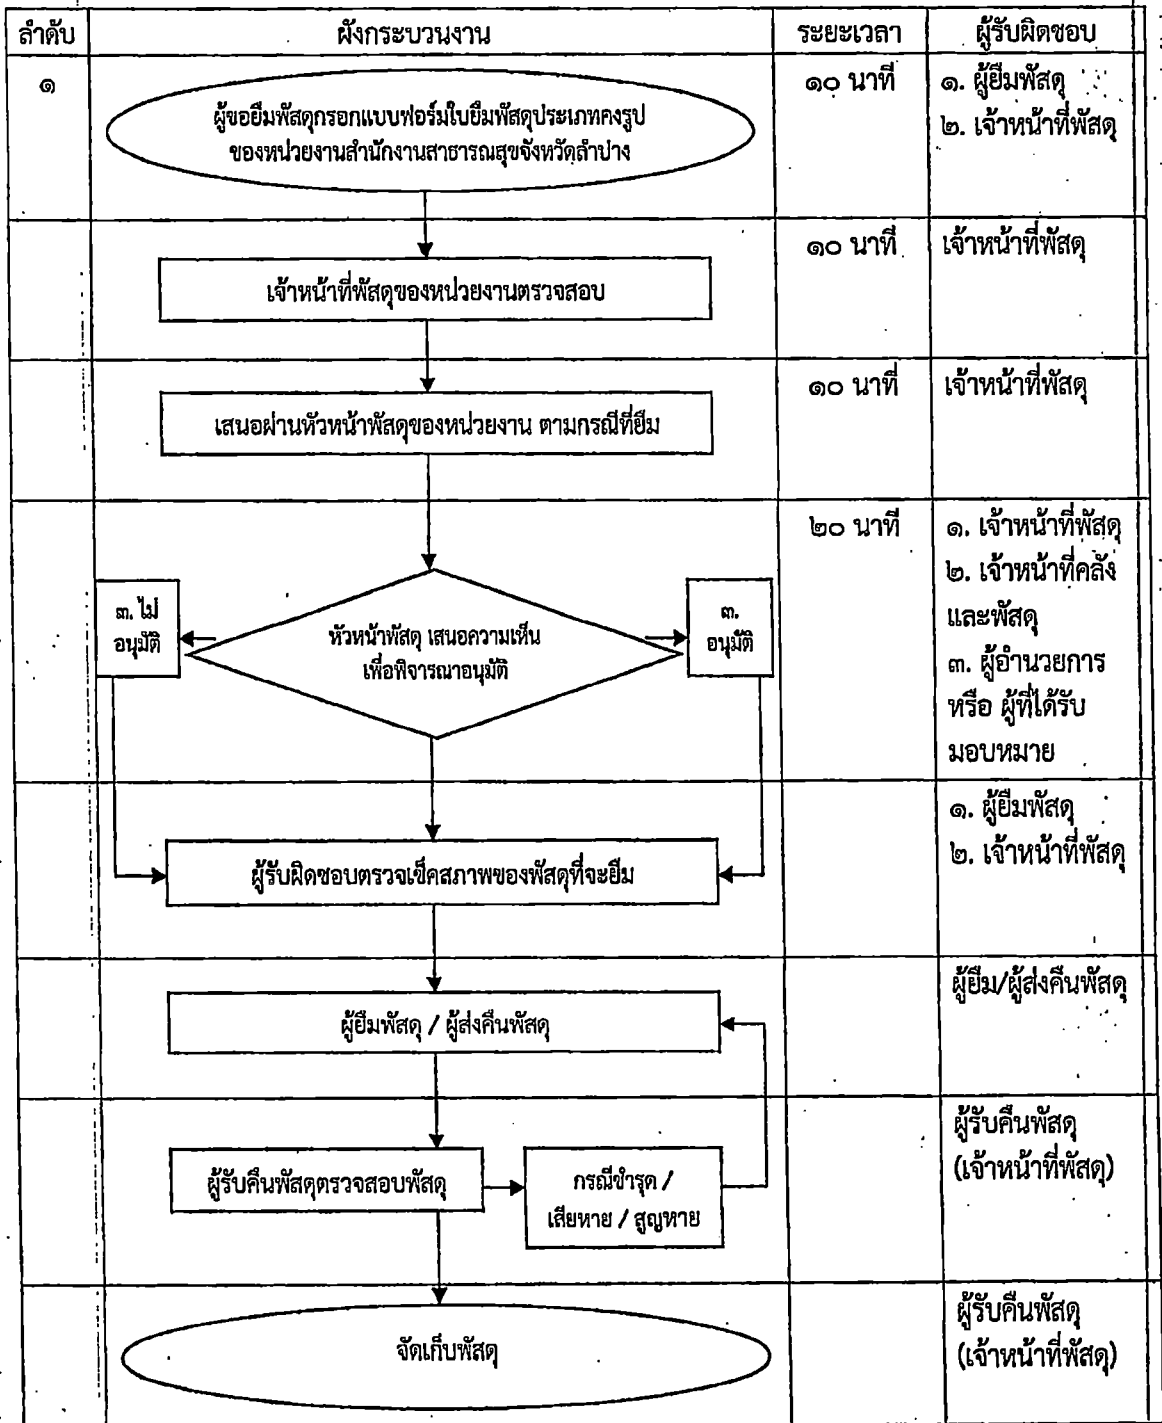 ลำดับ ผังกระบวนงาน ระยะเวลา ผู้รับผิดชอบ
๑
ผู้ขอยืมพัสดุกรอกแบบฟอร์มใบยืมพัสดุประเภทคงรูป
ของหน่วยงานสำนักงานสาธารณสุขจังหวัดลำปาง
๑๐ นาที
๑. ผู้ยืมพัสดุ
๒. เจ้าหน้าที่พัสดุ
เจ้าหน้าที่พัสดุของหน่วยงานตรวจสอบ
๑๐ นาที
เจ้าหน้าที่พัสดุ
เสนอผ่านหัวหน้าพัสดุของหน่วยงาน ตามกรณีที่ยืม
๑๐ นาที
เจ้าหน้าที่พัสดุ
๓. ไม่
อนุมัติ
หัวหน้าพัสดุ เสนอความเห็น
เพื่อพิจารณาอนุมัติ
๓.
อนุมัติ
๒๐ นาที
๑. เจ้าหน้าที่พัสดุ
๒. เจ้าหน้าที่คลัง
และพัสดุ
๓. ผู้อำนวยการ
หรือ ผู้ที่ได้รับ
มอบหมาย
ผู้รับผิดชอบตรวจเช็คสภาพของพัสดุที่จะยืม
๑. ผู้ยืมพัสดุ
๒. เจ้าหน้าที่พัสดุ
ผู้ยืมพัสดุ / ผู้ส่งคืนพัสดุ
ผู้ยืม/ผู้ส่งคืนพัสดุ
ผู้รับคืนพัสดุตรวจสอบพัสดุ
กรณีชำรุด /
เสียหาย / สูญหาย
ผู้รับคืนพัสดุ
(เจ้าหน้าที่พัสดุ)
จัดเก็บพัสดุ
ผู้รับคืนพัสดุ
(เจ้าหน้าที่พัสดุ)